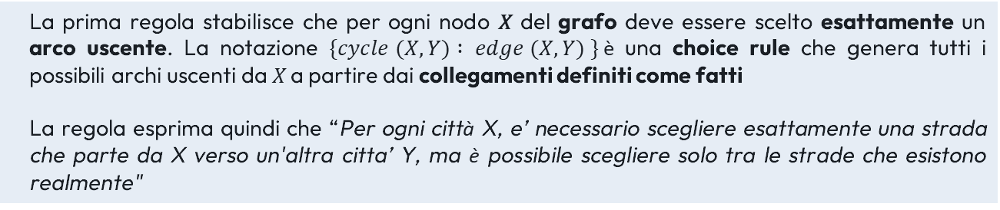 La prima regola stabilisce che per ogni nodo X del grafo deve essere scelto esattamente un
arco uscente. La notazione {cycle (X,Y) : edge (X,Y) } è una choice rule che genera tutti i
possibili archi uscenti da X a partire dai collegamenti definiti come fatti
La regola esprima quindi che “Per ogni città X, e’ necessario scegliere esattamente una strada
che parte da X verso un'altra citta’ Y, ma è possibile scegliere solo tra le strade che esistono
realmente"